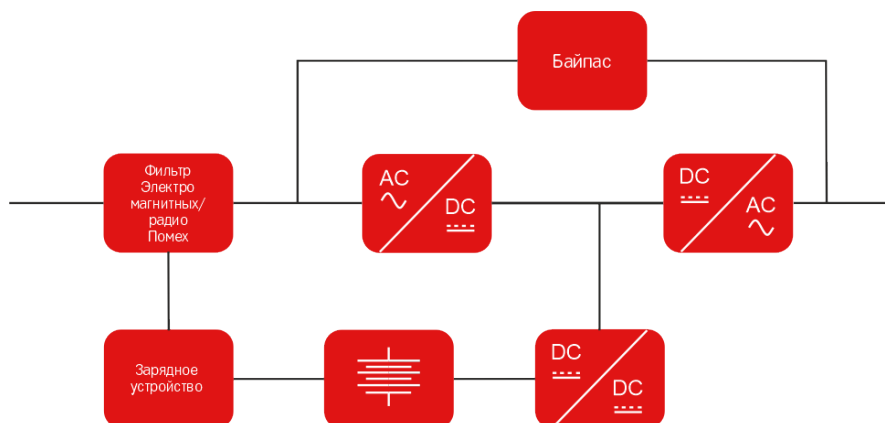 Байпас
Фильтр
Электро
магнитных/
радио
Помех
AC
DC
DC
AC
Зарядное
устройство
DC
DC